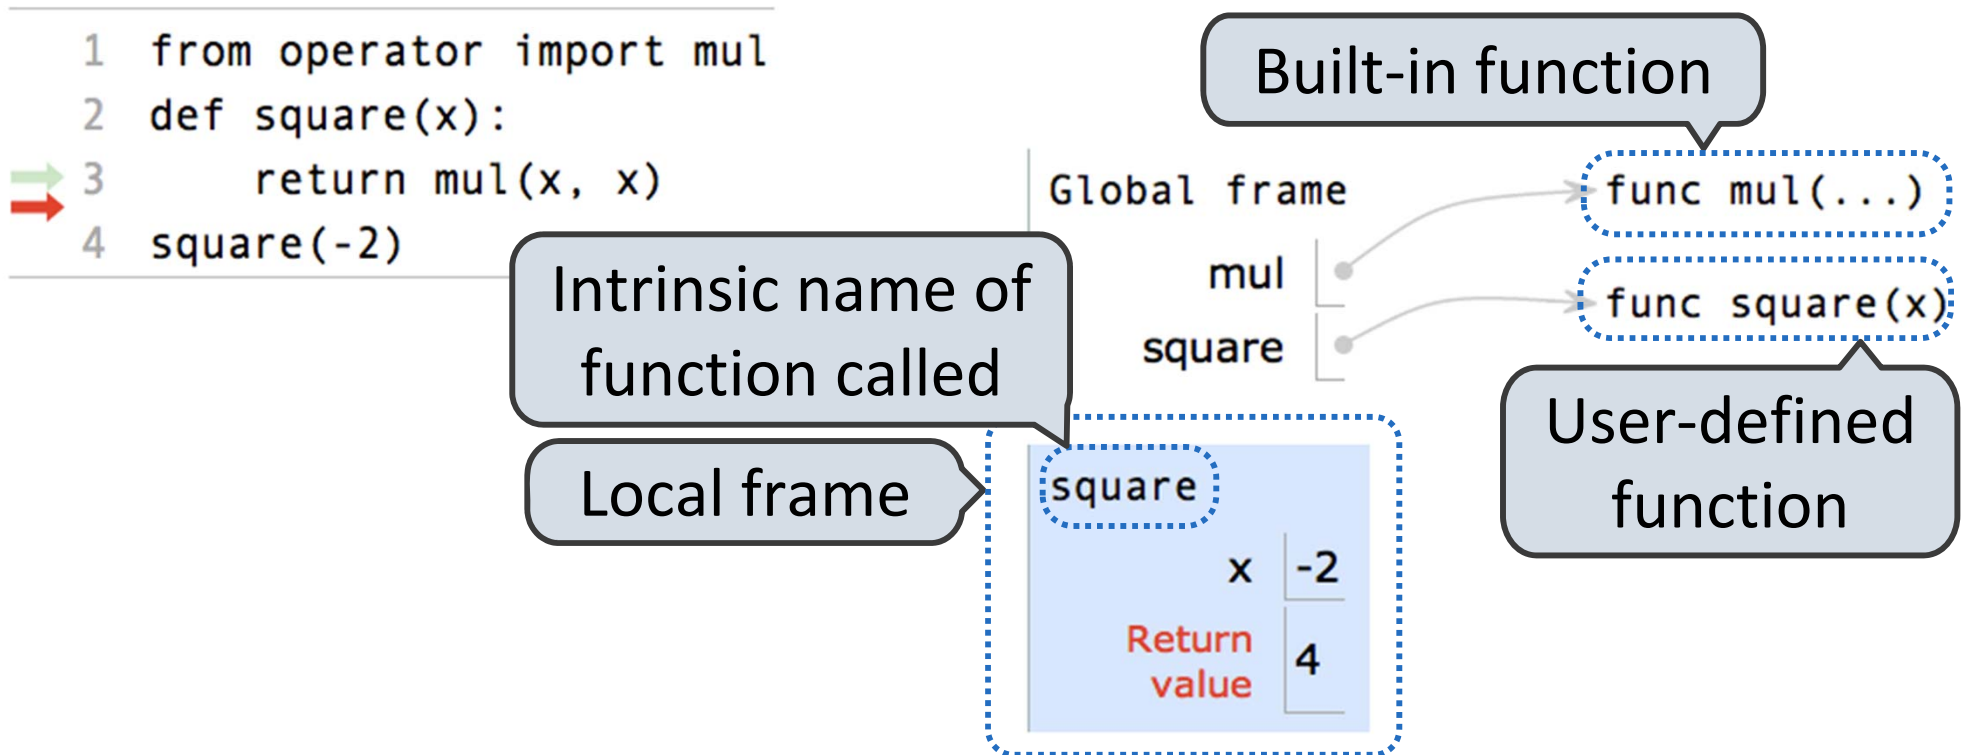 1 from operator import mul
2 def square(x):
3     return mul(x, x)
4 square(-2)
Built-in function
Global frame
func mul(...)
mul
func square(x)
square
Intrinsic name of
function called
User-defined
function
Local frame
square
x -2
Return
value
4